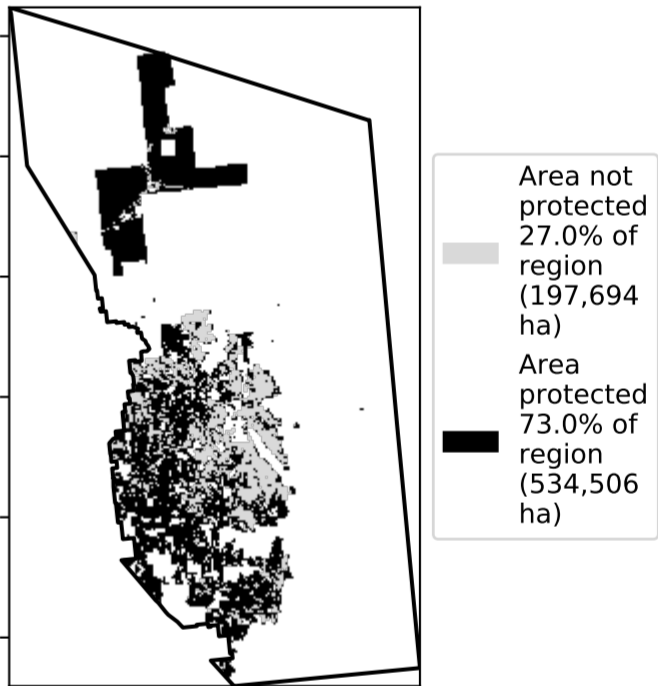 Area not
protected
27.0% of
region
(197,694
ha)
Area
protected
73.0% of
region
(534,506
ha)